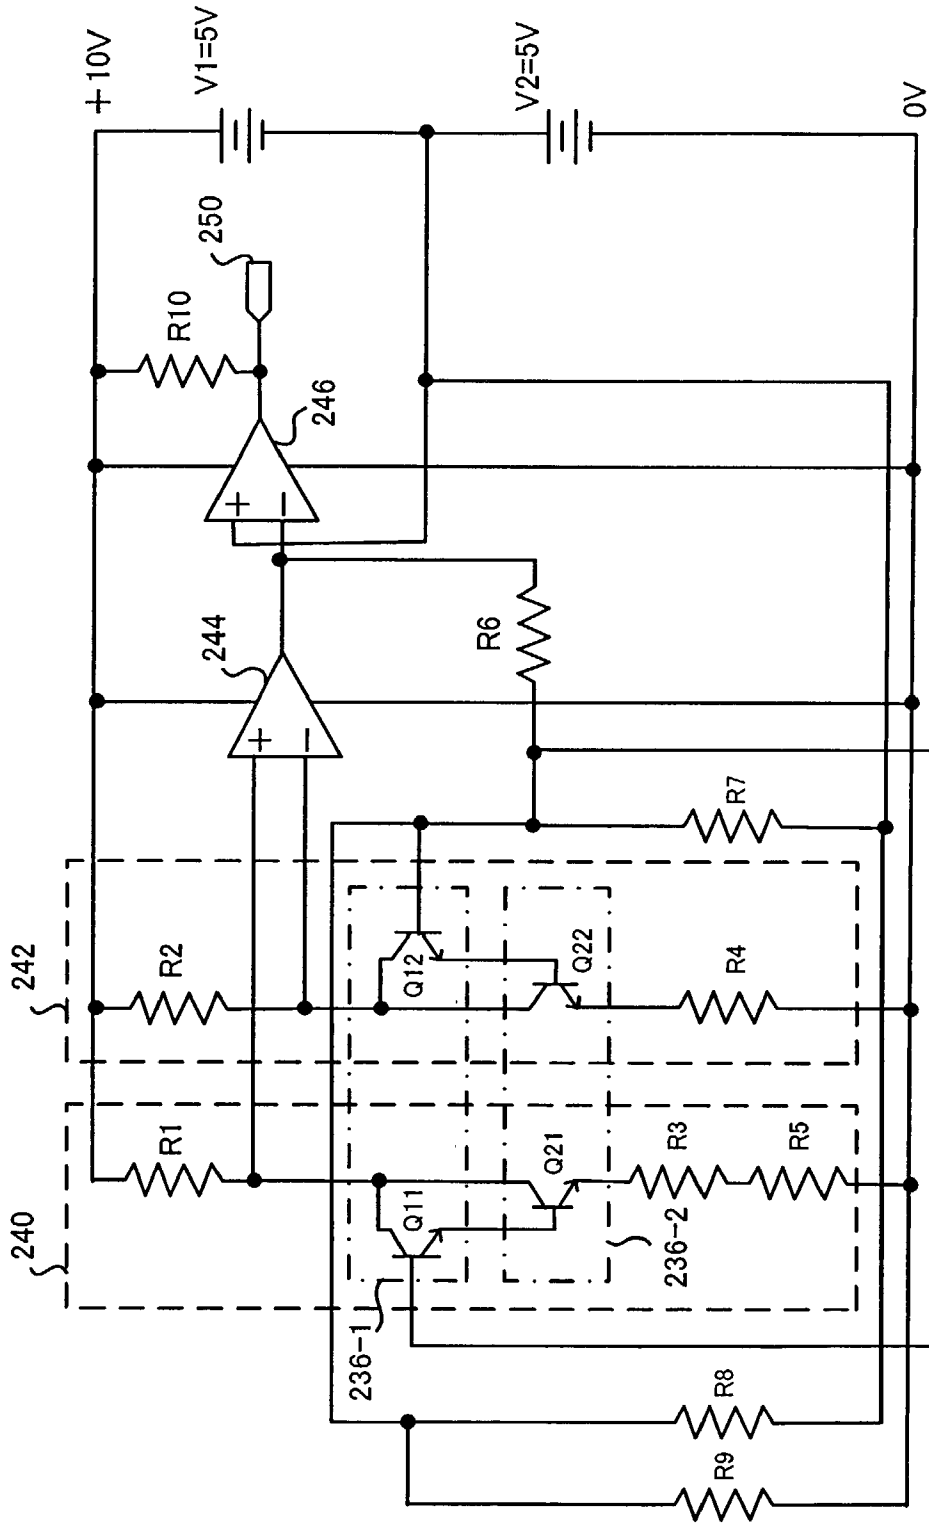 +10V
V1=5V
V2=5V
0V
250
R10
246
244
R6
R7
242
R2
Q12
Q22
R4
240
R1
Q11
Q21
R3
R5
236-1
236-2
R8
R9
+
−
+
−